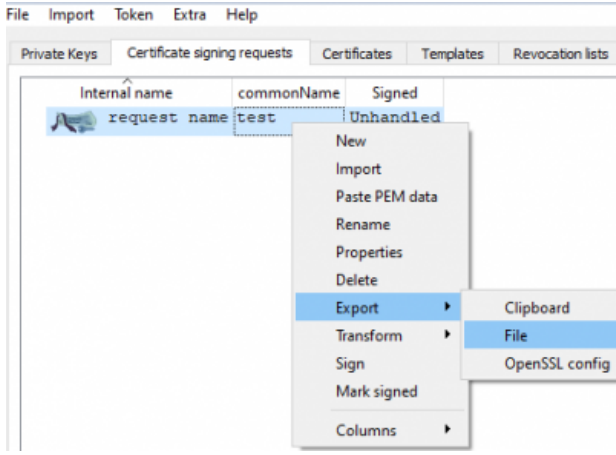 File Import Token Extra Help
Private Keys Certificate signing requests Certificates Templates Revocation lists
Internal name commonName Signed
request name test Unhandled
New
Import
Paste PEM data
Rename
Properties
Delete
Export
Clipboard
Transform
File
Sign
OpenSSL config
Mark signed
Columns